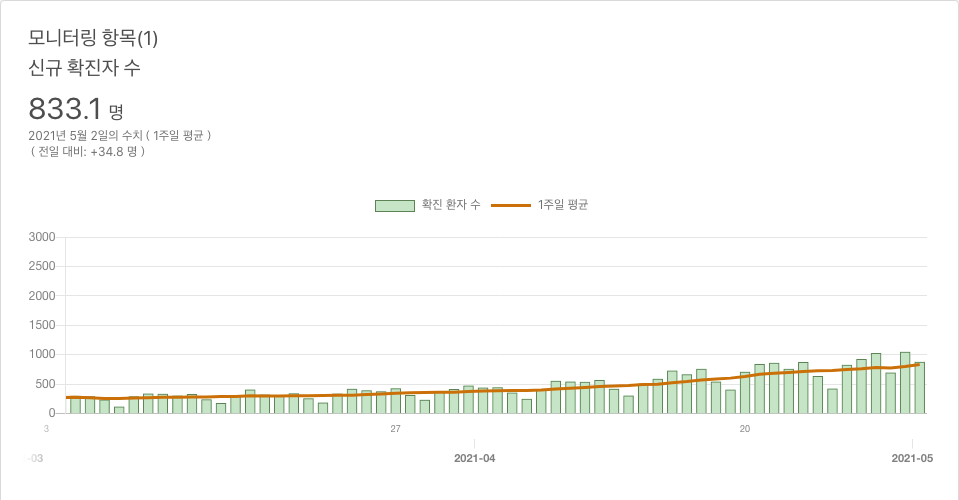 모니터링 항목(1)
신규 확진자 수
833.1 명
2021년 5월 2일의 수치 ( 1주일 평균 )
( 전일 대비: +34.8 명 )
확진 환자 수 1주일 평균
3000
2500
2000
1500
1000
500
0
3 27 20
-03 2021-04 2021-05